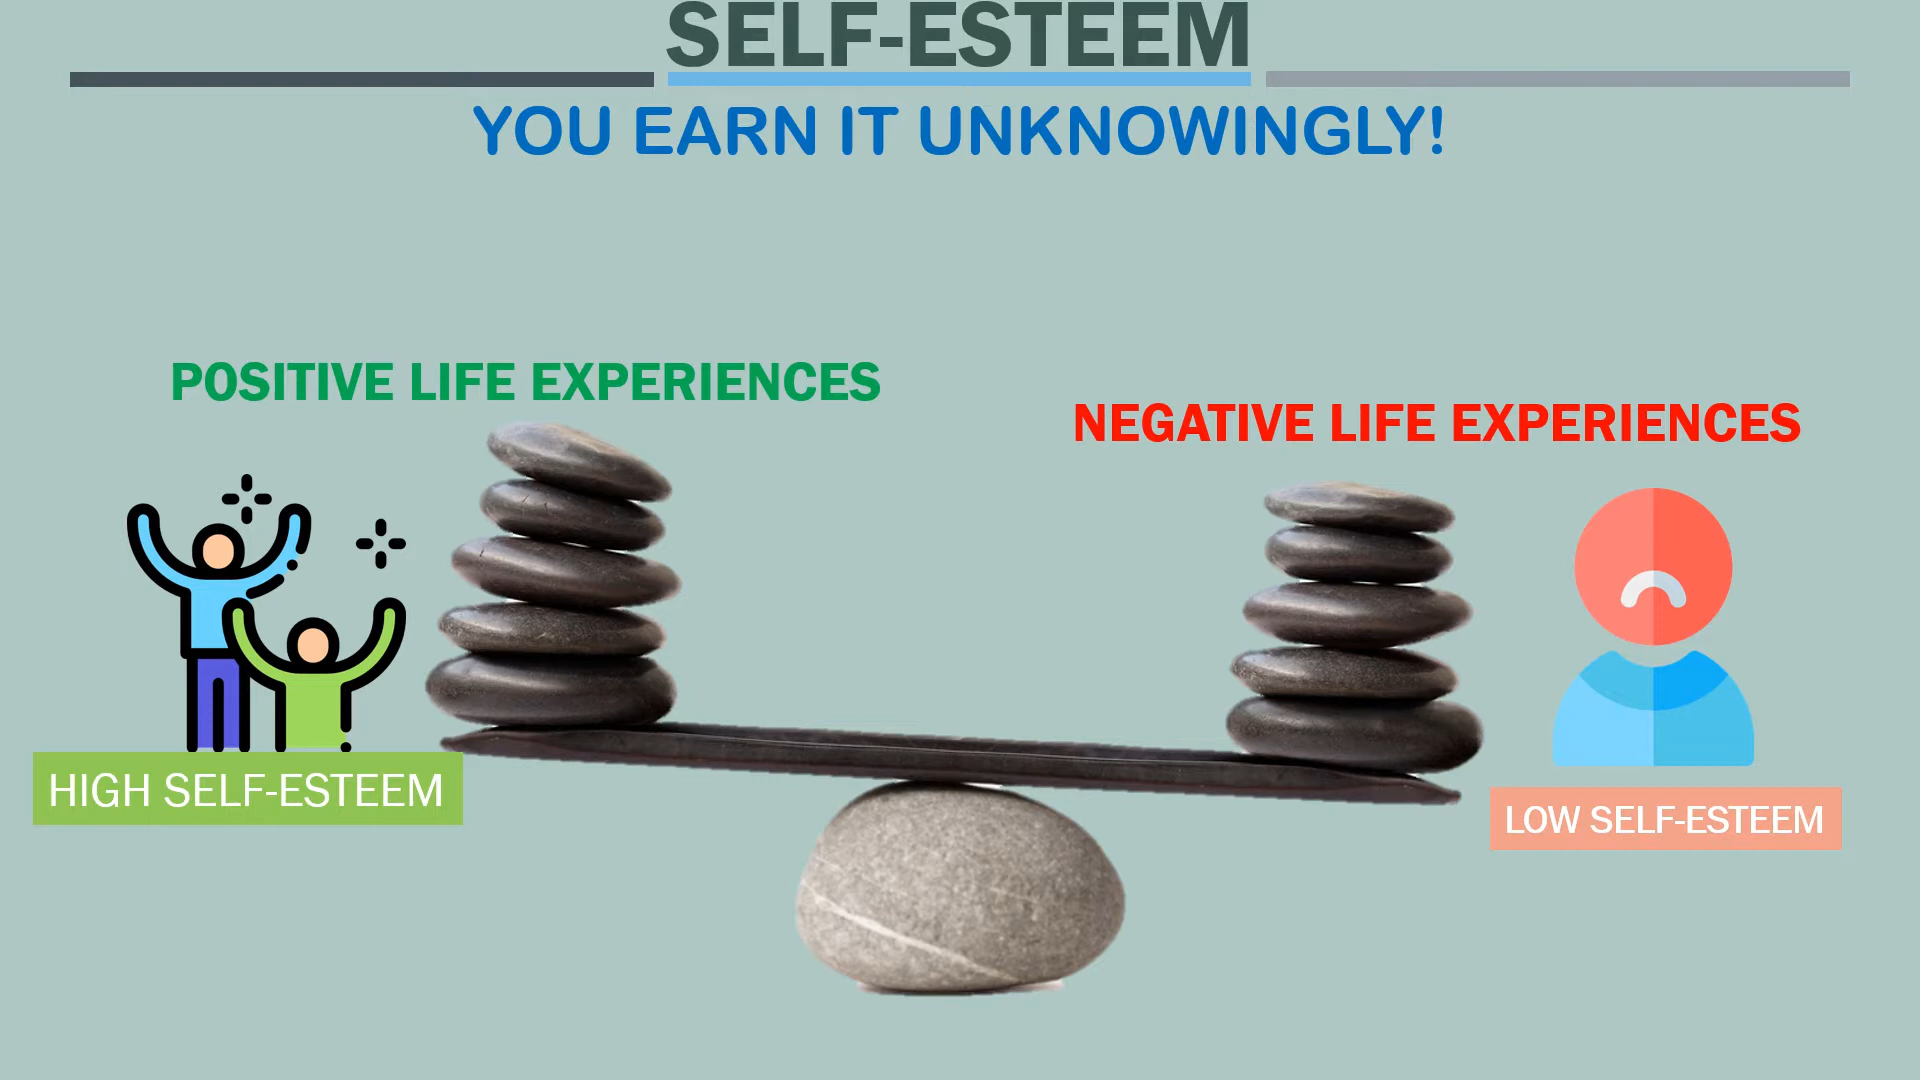 SELF-ESTEEM
YOU EARN IT UNKNOWINGLY!
POSITIVE LIFE EXPERIENCES
NEGATIVE LIFE EXPERIENCES
HIGH SELF-ESTEEM
LOW SELF-ESTEEM